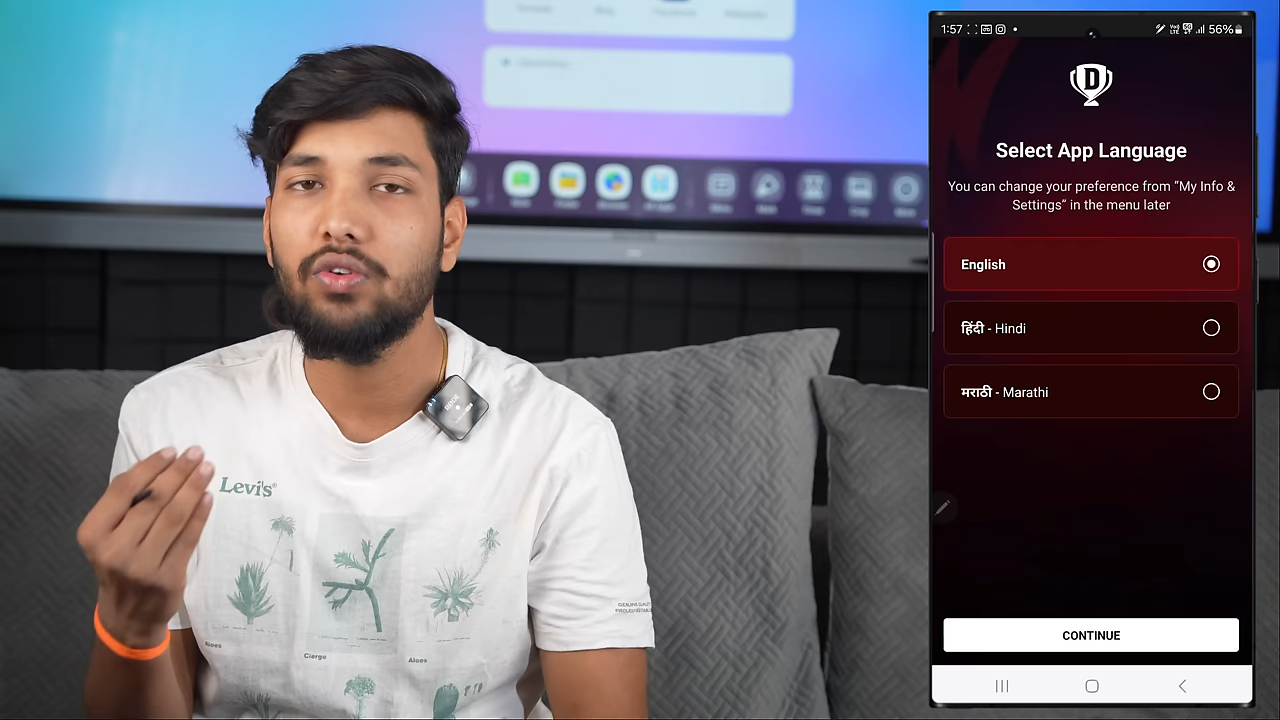 1:57
56%
D
Select App Language
You can change your preference from “My Info &
Settings” in the menu later
English
हिंदी - Hindi
मराठी - Marathi
CONTINUE
RØDE
Levi's®
Aloes
Ciergo
Aloes